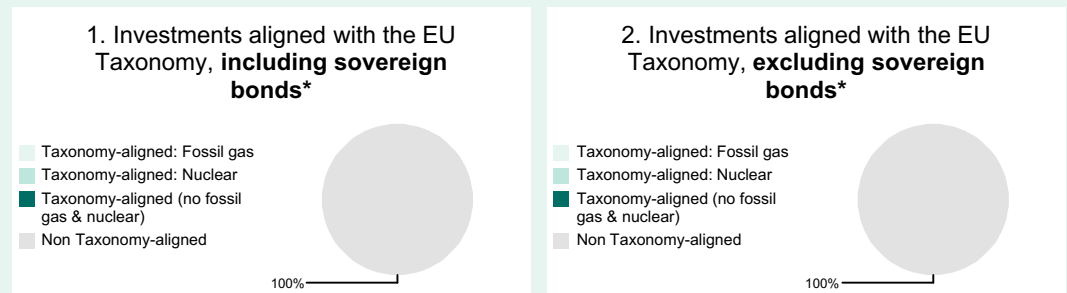 1. Investments aligned with the EU
Taxonomy, including sovereign
bonds*
Taxonomy-aligned: Fossil gas
Taxonomy-aligned: Nuclear
Taxonomy-aligned (no fossil
gas & nuclear)
Non Taxonomy-aligned
100%
2. Investments aligned with the EU
Taxonomy, excluding sovereign
bonds*
Taxonomy-aligned: Fossil gas
Taxonomy-aligned: Nuclear
Taxonomy-aligned (no fossil
gas & nuclear)
Non Taxonomy-aligned
100%